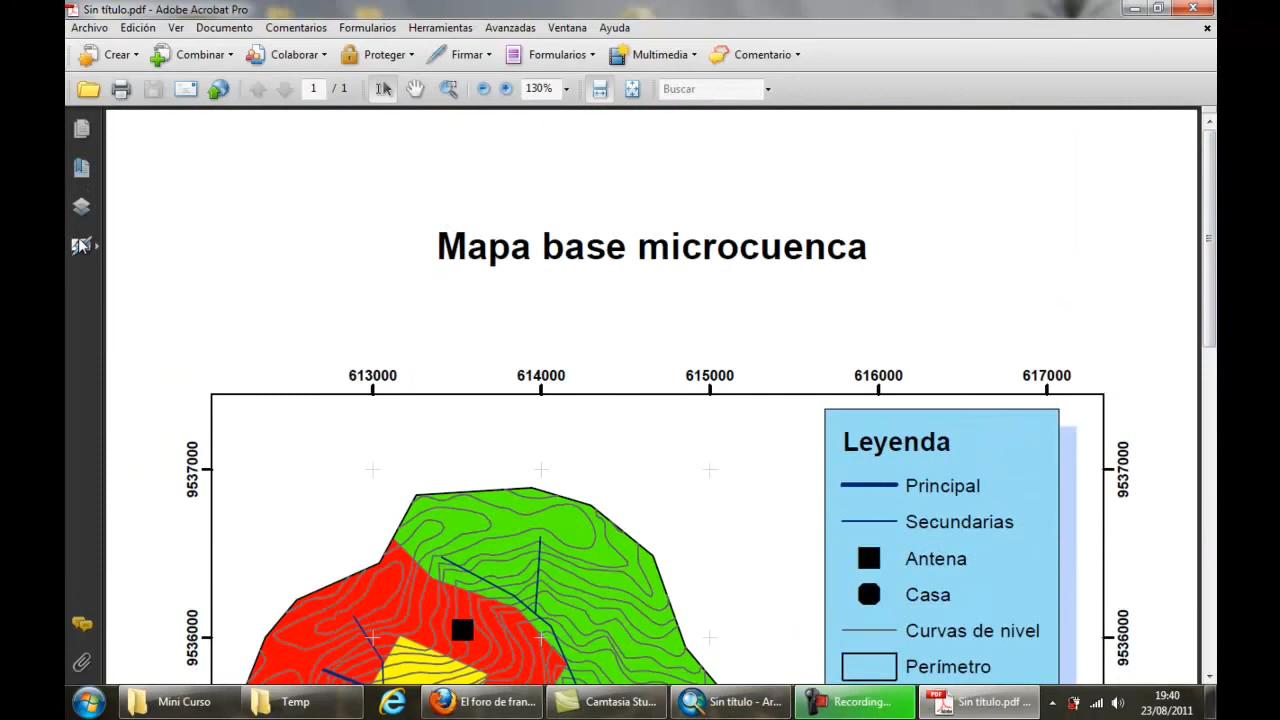 Sin título.pdf - Adobe Acrobat Pro
Archivo Edición Ver Documento Comentarios Formularios Herramientas Avanzadas Ventana Ayuda
Crear Combinar Colaborar Proteger Firmar Formularios Multimedia Comentario
1 / 1 130% Buscar
Mapa base microcuenca
613000 614000 615000 616000 617000
9537000
9537000
Leyenda
Principal
Secundarias
Antena
Casa
Curvas de nivel
Perímetro
9536000
9536000
Mini Curso Temp El foro de fran... Camtasia Stu... Sin título - Ar... Recording... Sin título.pdf ...
19:40
23/08/2011